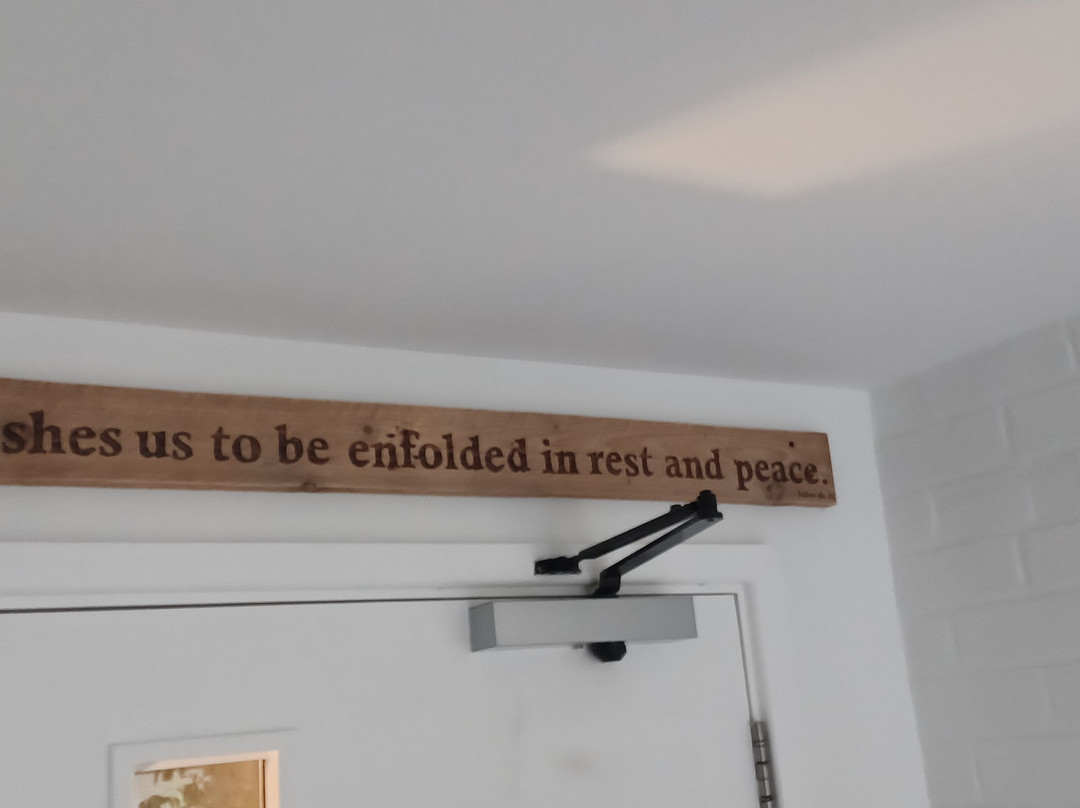 shes us to be enfolded in rest and peace.